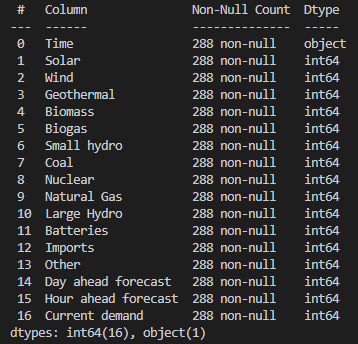 #   Column               Non-Null Count  Dtype
---  ------               --------------  -----
0   Time                 288 non-null    object
1   Solar                288 non-null    int64
2   Wind                 288 non-null    int64
3   Geothermal           288 non-null    int64
4   Biomass              288 non-null    int64
5   Biogas               288 non-null    int64
6   Small hydro          288 non-null    int64
7   Coal                 288 non-null    int64
8   Nuclear              288 non-null    int64
9   Natural Gas          288 non-null    int64
10  Large Hydro          288 non-null    int64
11  Batteries            288 non-null    int64
12  Imports              288 non-null    int64
13  Other                288 non-null    int64
14  Day ahead forecast   288 non-null    int64
15  Hour ahead forecast  288 non-null    int64
16  Current demand       288 non-null    int64
dtypes: int64(16), object(1)